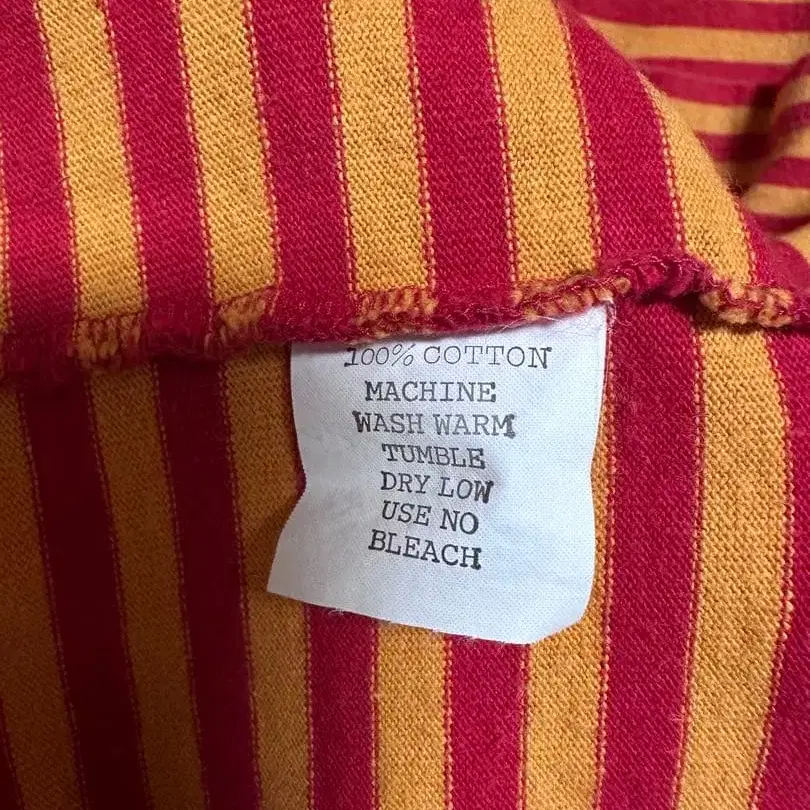 100% COTTON
MACHINE
WASH WARM
TUMBLE
DRY LOW
USE NO
BLEACH